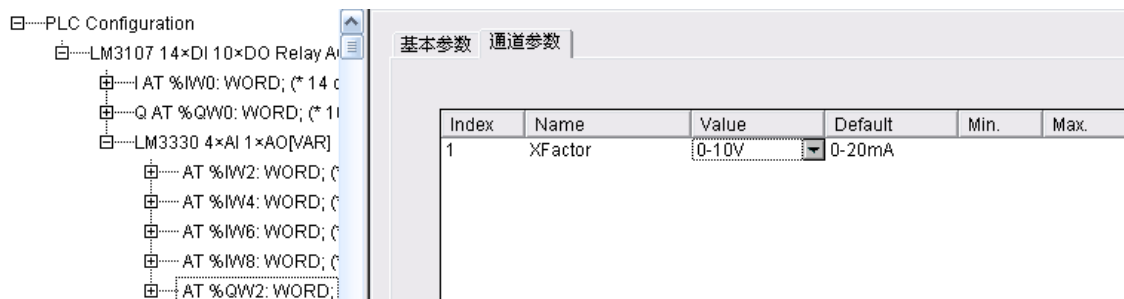 PLC Configuration
LM3107 14×DI 10×DO Relay
I AT %IW0: WORD; (* 14
Q AT %QW0: WORD; (*
LM3330 4×AI 1×AO[VAR]
AT %IW2: WORD; (*
AT %IW4: WORD; (*
AT %IW6: WORD; (*
AT %IW8: WORD; (*
AT %QW2: WORD;
基本参数 通道参数
Index Name Value Default Min. Max.
1 XFactor 0-10V 0-20mA